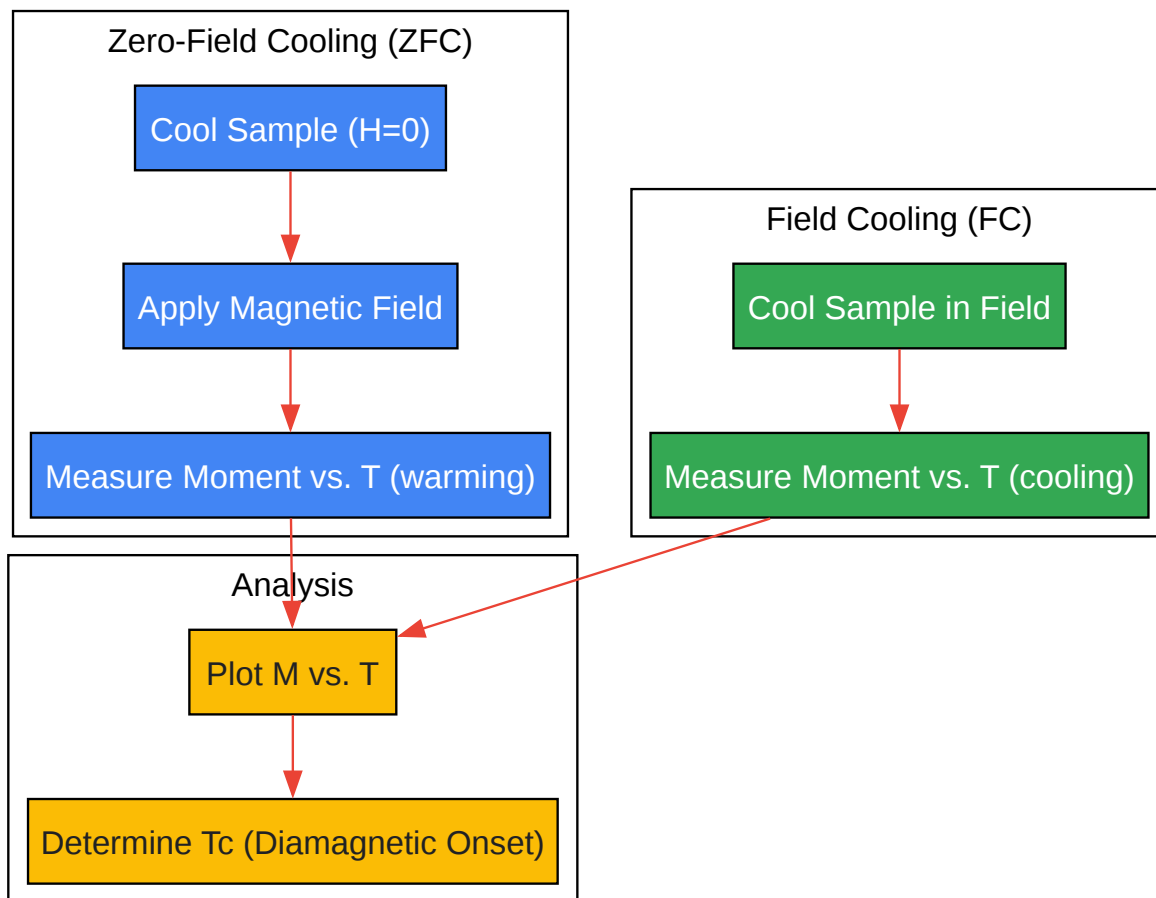 Zero-Field Cooling (ZFC)
Cool Sample (H=0)
Apply Magnetic Field
Measure Moment vs. T (warming)
Field Cooling (FC)
Cool Sample in Field
Measure Moment vs. T (cooling)
Analysis
Plot M vs. T
Determine Tc (Diamagnetic Onset)